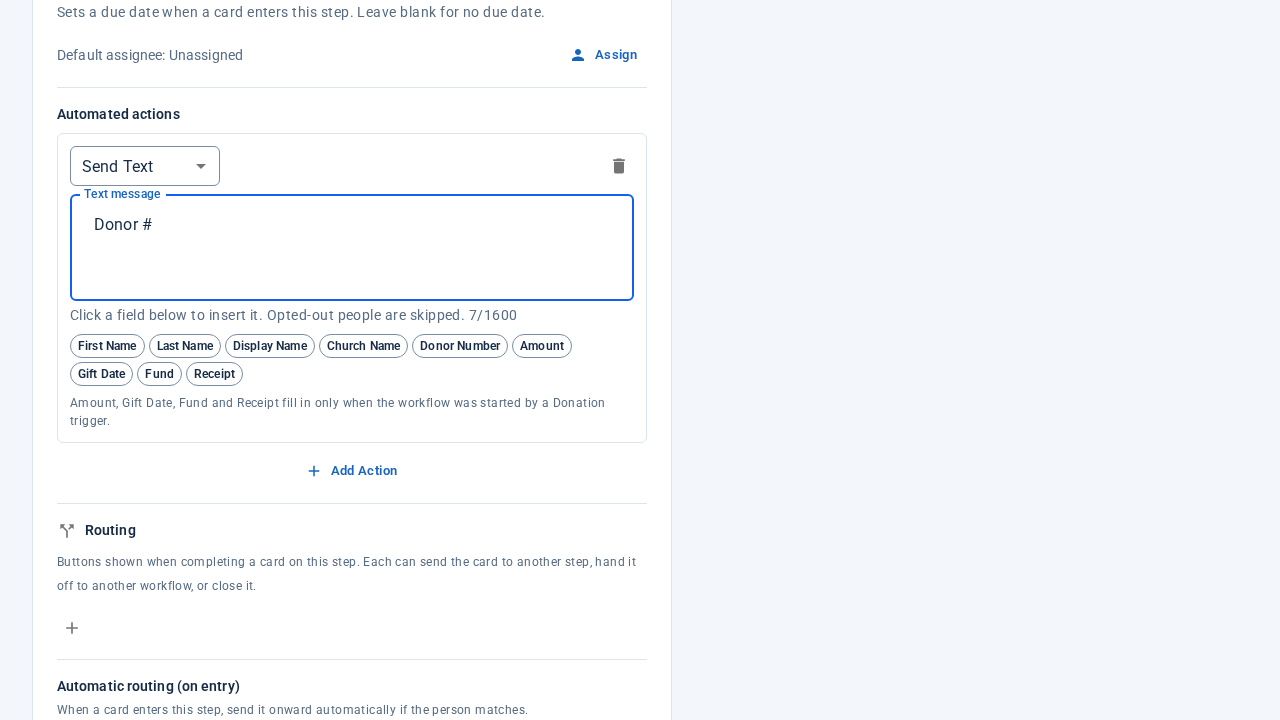 Sets a due date when a card enters this step. Leave blank for no due date.
Default assignee: Unassigned
Assign
Automated actions
Send Text
Text message
Donor #
Click a field below to insert it. Opted-out people are skipped. 7/1600
First Name Last Name Display Name Church Name Donor Number Amount
Gift Date Fund Receipt
Amount, Gift Date, Fund and Receipt fill in only when the workflow was started by a Donation
trigger.
Add Action
Routing
Buttons shown when completing a card on this step. Each can send the card to another step, hand it
off to another workflow, or close it.
Automatic routing (on entry)
When a card enters this step, send it onward automatically if the person matches.